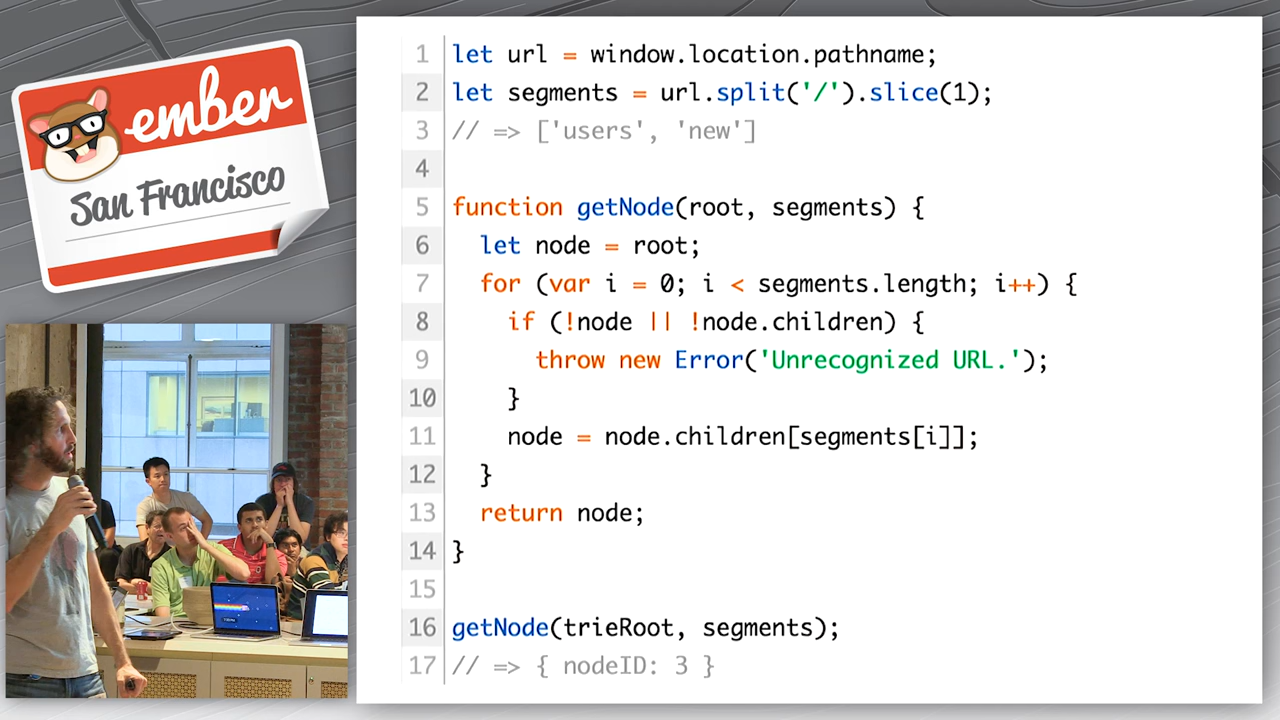 ember
San Francisco
1 let url = window.location.pathname;
2 let segments = url.split('/').slice(1);
3 // => ['users', 'new']
4
5 function getNode(root, segments) {
6   let node = root;
7   for (var i = 0; i < segments.length; i++) {
8     if (!node || !node.children) {
9       throw new Error('Unrecognized URL.');
10     }
11     node = node.children[segments[i]];
12   }
13   return node;
14 }
15
16 getNode(trieRoot, segments);
17 // => { nodeID: 3 }